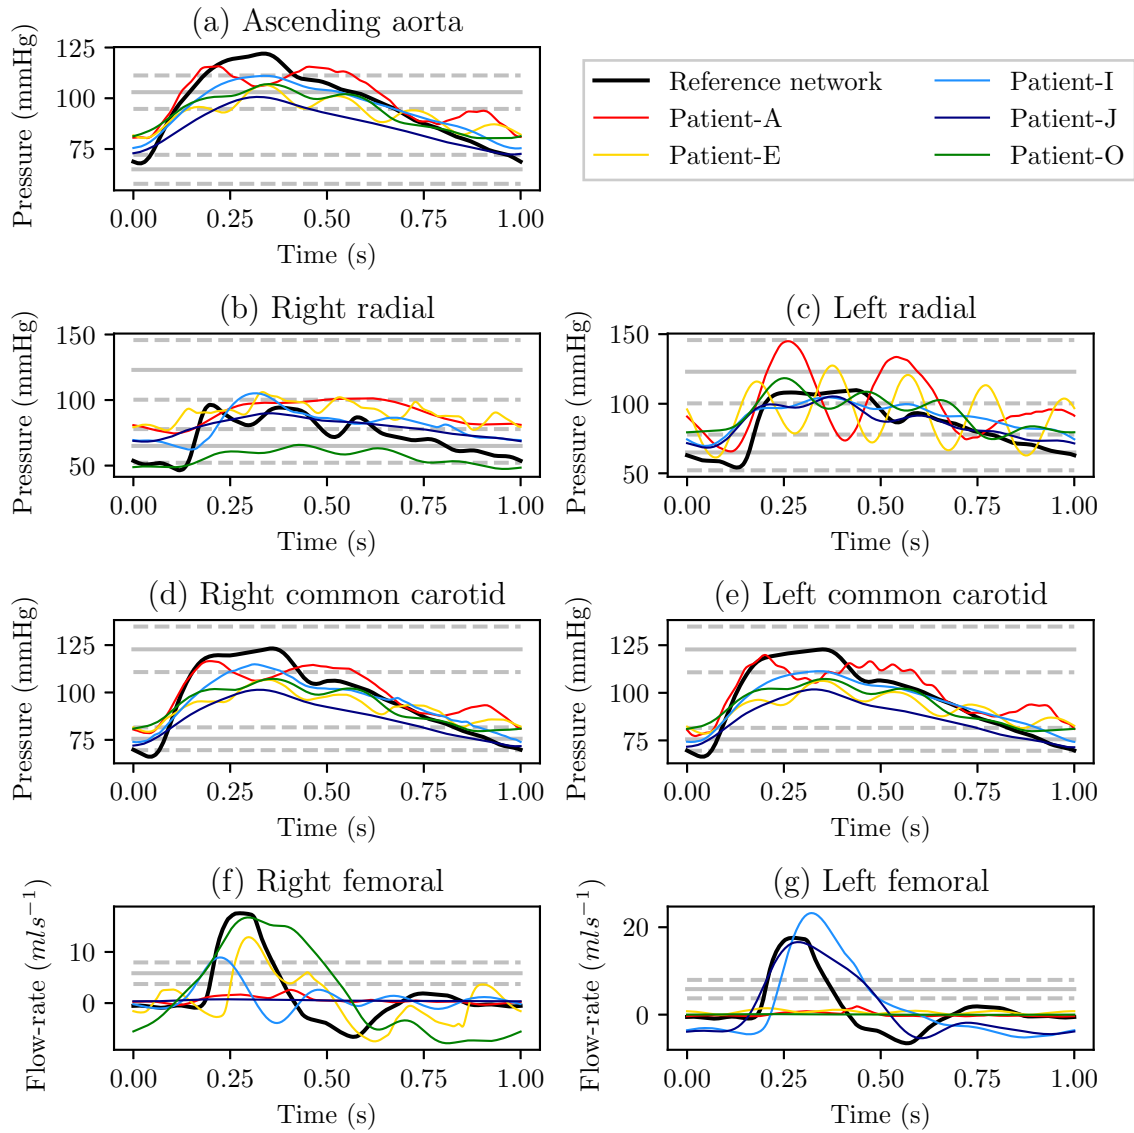 (a) Ascending aorta
Pressure (mmHg)
125
100
75
0.00 0.25 0.50 0.75 1.00
Time (s)
Reference network
Patient-A
Patient-E
Patient-I
Patient-J
Patient-O
(b) Right radial
Pressure (mmHg)
150
100
50
0.00 0.25 0.50 0.75 1.00
Time (s)
(c) Left radial
Pressure (mmHg)
150
100
50
0.00 0.25 0.50 0.75 1.00
Time (s)
(d) Right common carotid
Pressure (mmHg)
125
100
75
0.00 0.25 0.50 0.75 1.00
Time (s)
(e) Left common carotid
Pressure (mmHg)
125
100
75
0.00 0.25 0.50 0.75 1.00
Time (s)
(f) Right femoral
Flow-rate (mls⁻¹)
10
0
0.00 0.25 0.50 0.75 1.00
Time (s)
(g) Left femoral
Flow-rate (mls⁻¹)
20
0
0.00 0.25 0.50 0.75 1.00
Time (s)